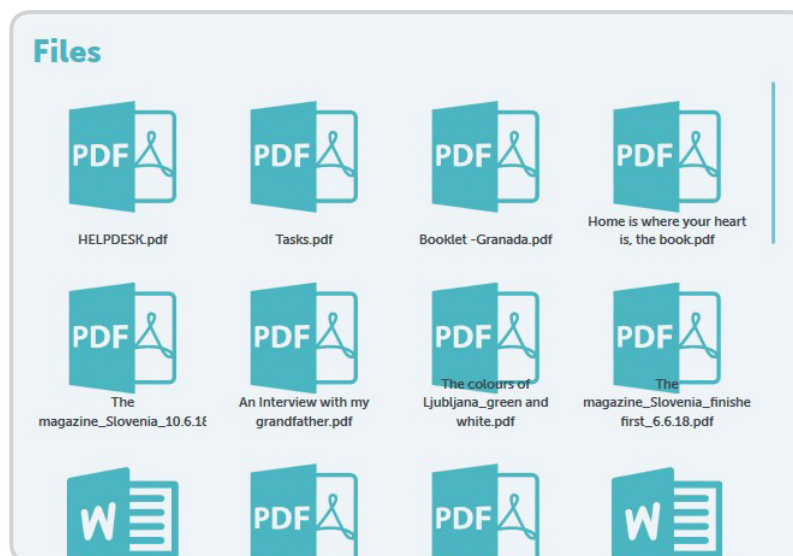 Files
PDF PDF PDF PDF
HELPDESK.pdf
Tasks.pdf
Booklet -Granada.pdf
Home is where your heart
is, the book.pdf
PDF PDF PDF PDF
The
magazine_Slovenia_10.6.18
An Interview with my
grandfather.pdf
The colours of
Ljubljana_green and
white.pdf
The
magazine_Slovenia_finishe
first_6.6.18.pdf
W PDF PDF W